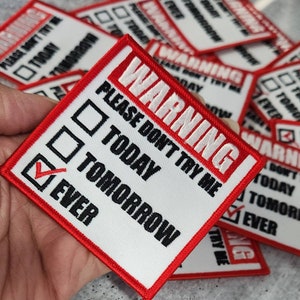 WARNING!
PLEASE DON'T TRY ME
TODAY
TOMORROW
EVER